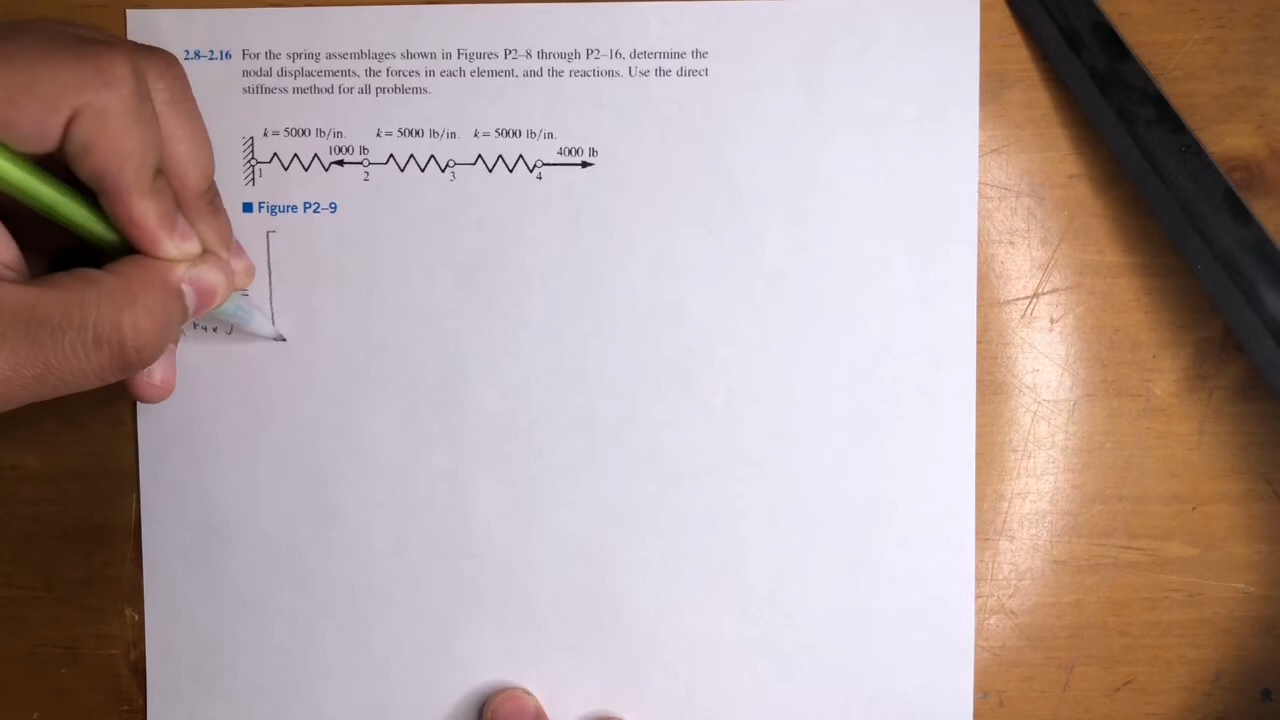 2.8–2.16 For the spring assemblages shown in Figures P2–8 through P2–16, determine the
nodal displacements, the forces in each element, and the reactions. Use the direct
stiffness method for all problems.
k = 5000 lb/in. k = 5000 lb/in. k = 5000 lb/in.
1000 lb 4000 lb
1 2 3 4
■ Figure P2–9